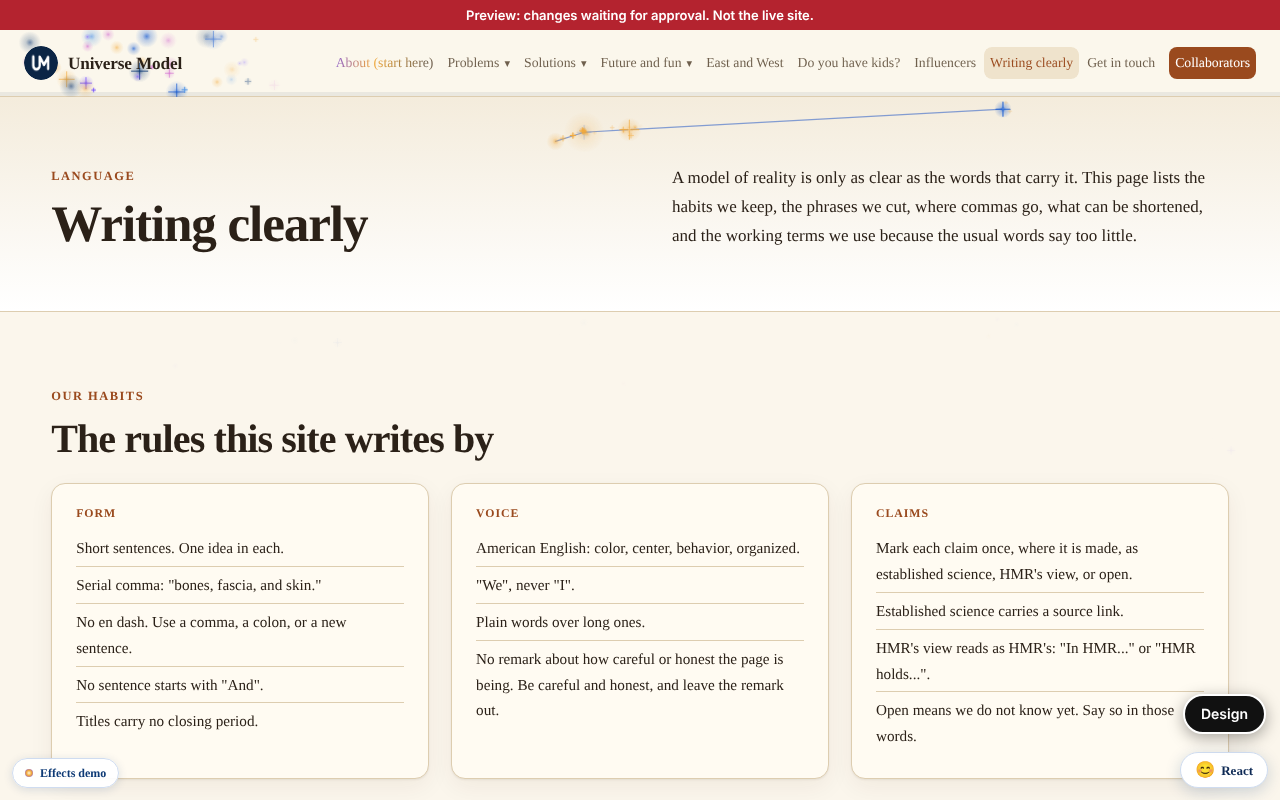 Preview: changes waiting for approval. Not the live site.
UM Universe Model
About (start here) Problems ▼ Solutions ▼ Future and fun ▼ East and West Do you have kids? Influencers Writing clearly Get in touch Collaborators
LANGUAGE
Writing clearly
A model of reality is only as clear as the words that carry it. This page lists the
habits we keep, the phrases we cut, where commas go, what can be shortened,
and the working terms we use because the usual words say too little.
OUR HABITS
The rules this site writes by
FORM
Short sentences. One idea in each.
Serial comma: "bones, fascia, and skin."
No en dash. Use a comma, a colon, or a new
sentence.
No sentence starts with "And".
Titles carry no closing period.
VOICE
American English: color, center, behavior, organized.
"We", never "I".
Plain words over long ones.
No remark about how careful or honest the page is
being. Be careful and honest, and leave the remark
out.
CLAIMS
Mark each claim once, where it is made, as
established science, HMR's view, or open.
Established science carries a source link.
HMR's view reads as HMR's: "In HMR..." or "HMR
holds...".
Open means we do not know yet. Say so in those
words.
Design
Effects demo
😊 React